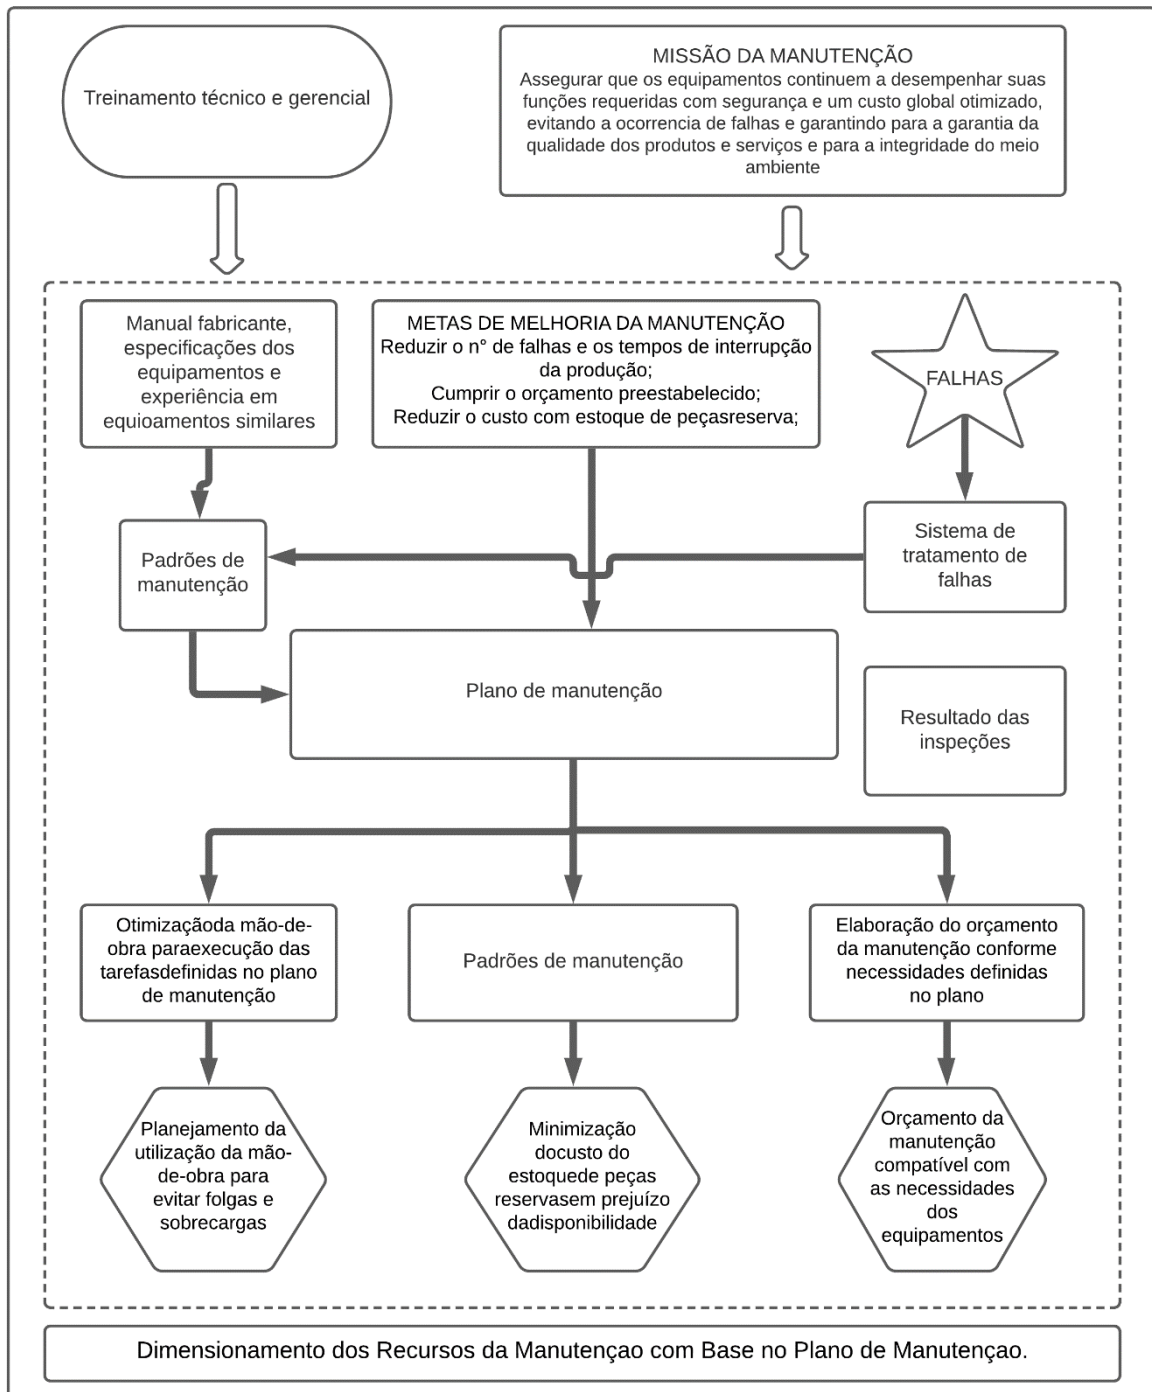 Treinamento técnico e gerencial
MISSÃO DA MANUTENÇÃO
Assegurar que os equipamentos continuem a desempenhar suas
funções requeridas com segurança e um custo global otimizado,
evitando a ocorrencia de falhas e garantindo para a garantia da
qualidade dos produtos e serviços e para a integridade do meio
ambiente
Manual fabricante,
especificações dos
equipamentos e
experiência em
equioamentos similares
METAS DE MELHORIA DA MANUTENÇÃO
Reduzir o n° de falhas e os tempos de interrupção
da produção;
Cumprir o orçamento preestabelecido;
Reduzir o custo com estoque de peçasreserva;
FALHAS
Padrões de
manutenção
Sistema de
tratamento de
falhas
Plano de manutenção
Resultado das
inspeções
Otimizaçãoda mão-de-
obra paraexecução das
tarefasdefinidas no plano
de manutenção
Padrões de manutenção
Elaboração do orçamento
da manutenção conforme
necessidades definidas
no plano
Planejamento da
utilização da mão-
de-obra para
evitar folgas e
sobrecargas
Minimização
docusto do
estoquede peças
reservasem prejuízo
dadisponibilidade
Orçamento da
manutenção
compatível com
as necessidades
dos
equipamentos
Dimensionamento dos Recursos da Manutençao com Base no Plano de Manutençao.